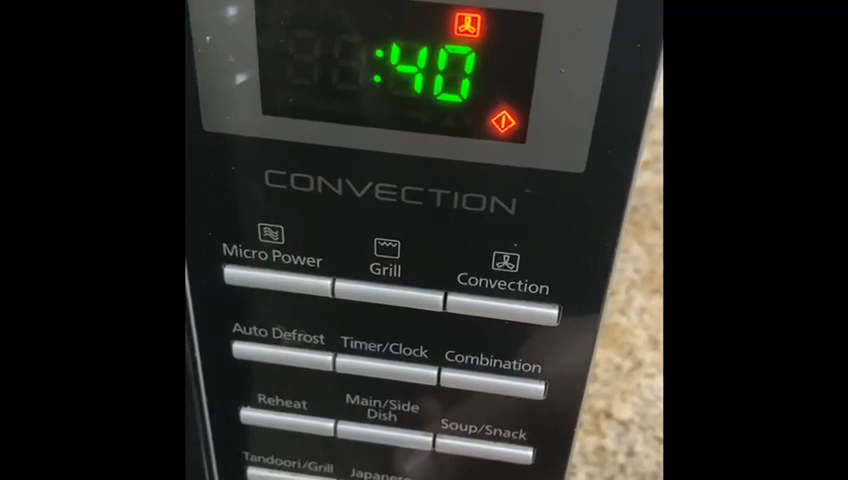 :40
CONVECTION
Micro Power Grill Convection
Auto Defrost Timer/Clock Combination
Reheat Main/Side Dish Soup/Snack
Tandoori/Grill Japanese